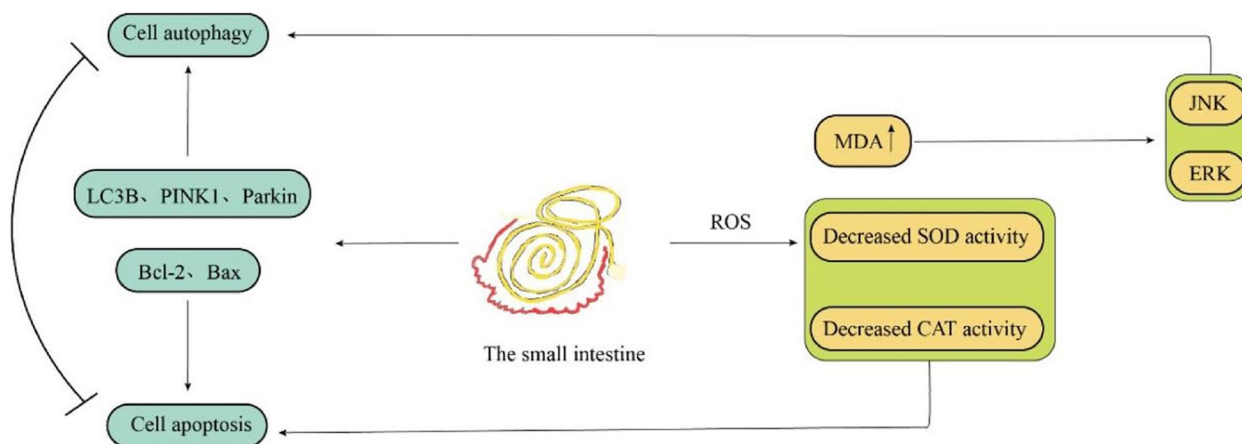 Cell autophagy
JNK
MDA↑
ERK
LC3B、PINK1、Parkin
ROS
Decreased SOD activity
Bcl-2、Bax
Decreased CAT activity
The small intestine
Cell apoptosis